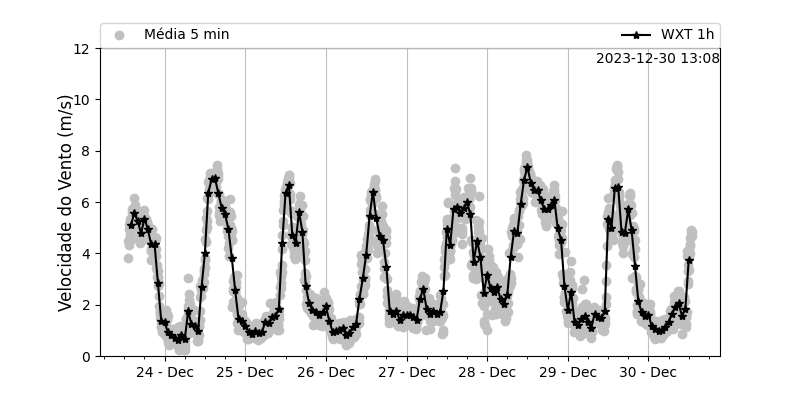 Média 5 min
WXT 1h
2023-12-30 13:08
Velocidade do Vento (m/s)
12
10
8
6
4
2
0
24 - Dec
25 - Dec
26 - Dec
27 - Dec
28 - Dec
29 - Dec
30 - Dec